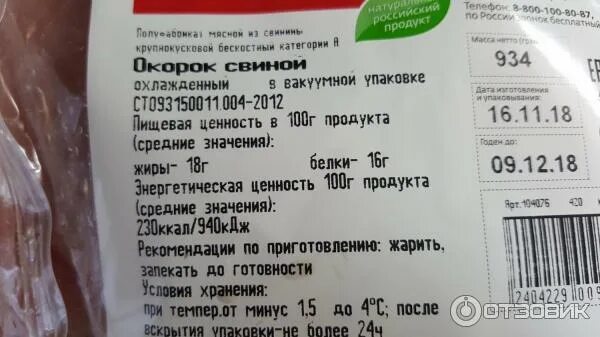 натуральный
российский
продукт
Телефон: 8-800-100-80-87,
по России звонок бесплатный
Полуфабрикат мясной из свинины
крупнокусковой бескостный категории А
Окорок свиной
охлажденный в вакуумной упаковке
СТО93150011.004-2012
Пищевая ценность в 100г продукта
(средние значения):
жиры- 18г белки- 16г
Энергетическая ценность 100г продукта
(средние значения):
230ккал/940кДж
Рекомендации по приготовлению: жарить,
запекать до готовности
Условия хранения:
при темпер.от минус 1,5 до 4°С; после
вскрытия упаковки-не более 24ч
Масса нетто
934
Дата изготовления
и упаковывания:
16.11.18
Годен до:
09.12.18
Арт.104076 420
2404229
ОТЗОВИК